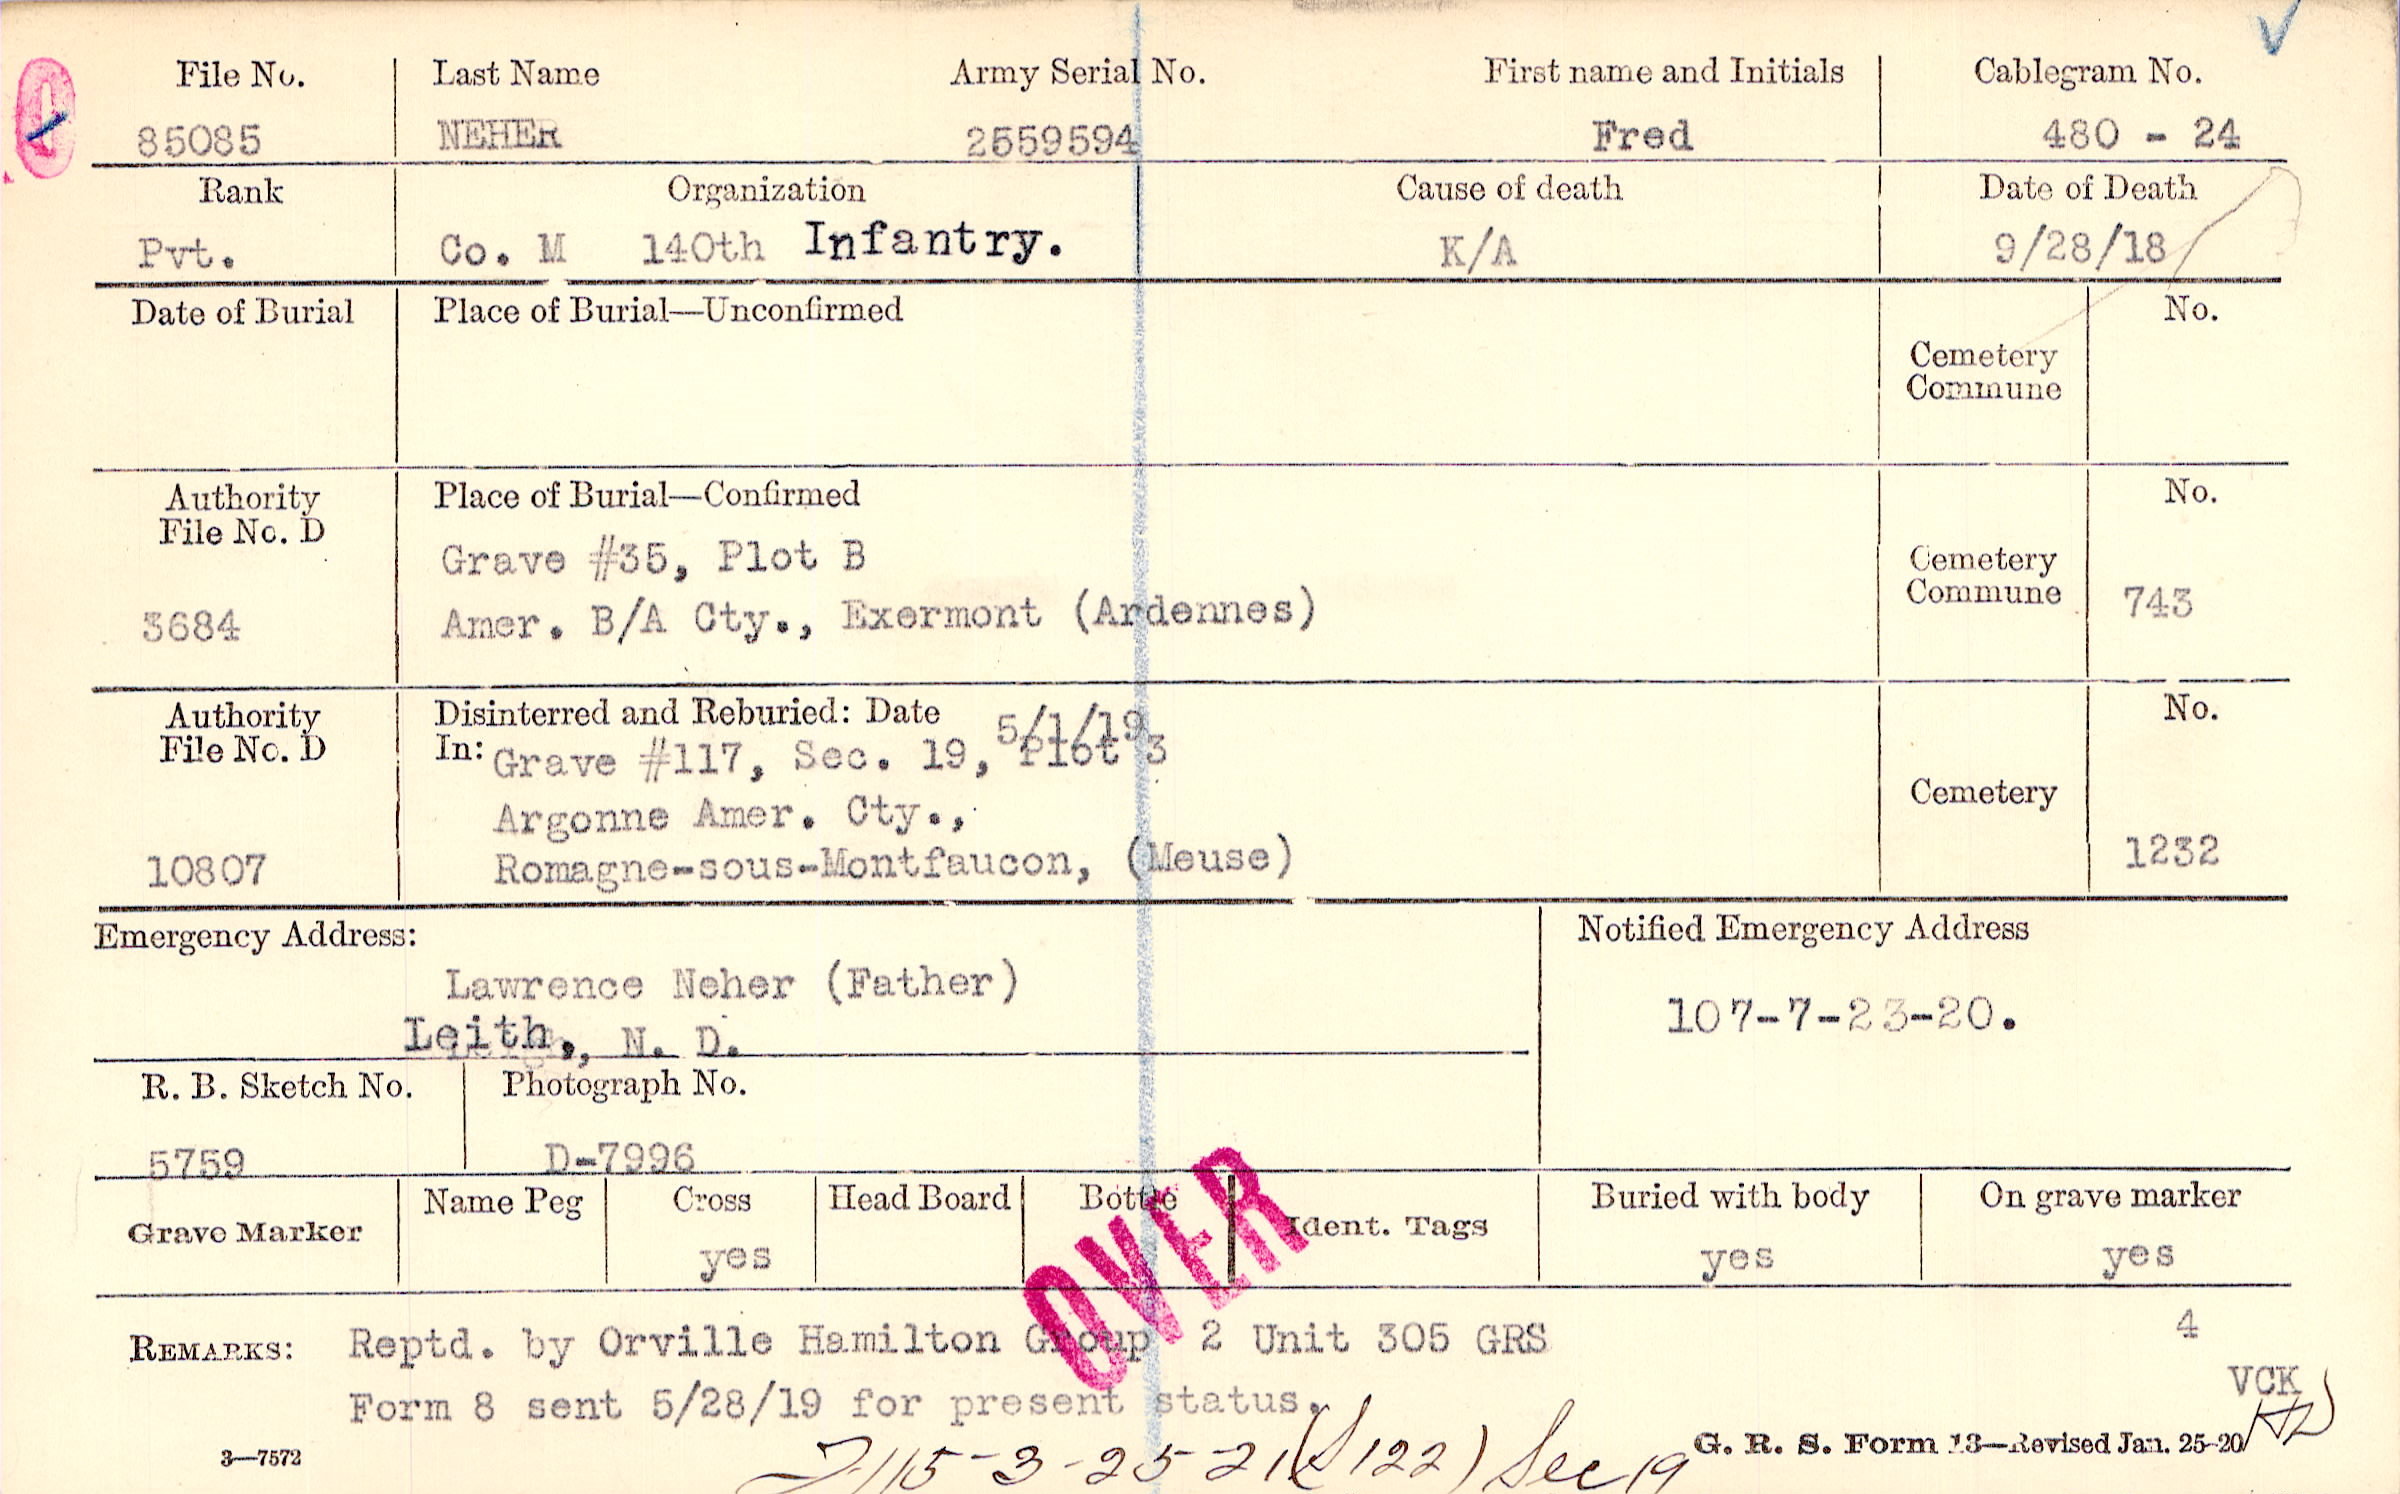 File No. Last Name Army Serial No. First name and Initials Cablegram No.
85085 NEHER 2559594 Fred 480 - 24
Rank Organization Cause of death Date of Death
Pvt. Co. M 140th Infantry. K/A 9/28/18
Date of Burial Place of Burial—Unconfirmed No.
Cemetery
Commune
Authority Place of Burial—Confirmed No.
File No. D
Grave #35, Plot B Cemetery
3684 Amer. B/A Cty., Exermont (Ardennes) Commune 743
Authority Disinterred and Reburied: Date 5/1/19 No.
File No. D In: Grave #117, Sec. 19, Plot 3
Argonne Amer. Cty., Cemetery
10807 Romagne-sous-Montfaucon, (Meuse) 1232
Emergency Address: Notified Emergency Address
Lawrence Neher (Father)
Leith, N. D. 107-7-23-20.
R. B. Sketch No. Photograph No.
5759 D-7996
Grave Marker Name Peg Cross Head Board Bottle Ident. Tags Buried with body On grave marker
yes yes yes
OVER
REMARKS: Reptd. by Orville Hamilton Group 2 Unit 305 GRS 4
Form 8 sent 5/28/19 for present status. VCK
115-3-25-21 (S122) Sec 19
3—7572 G. R. S. Form 13—Revised Jan. 25-20